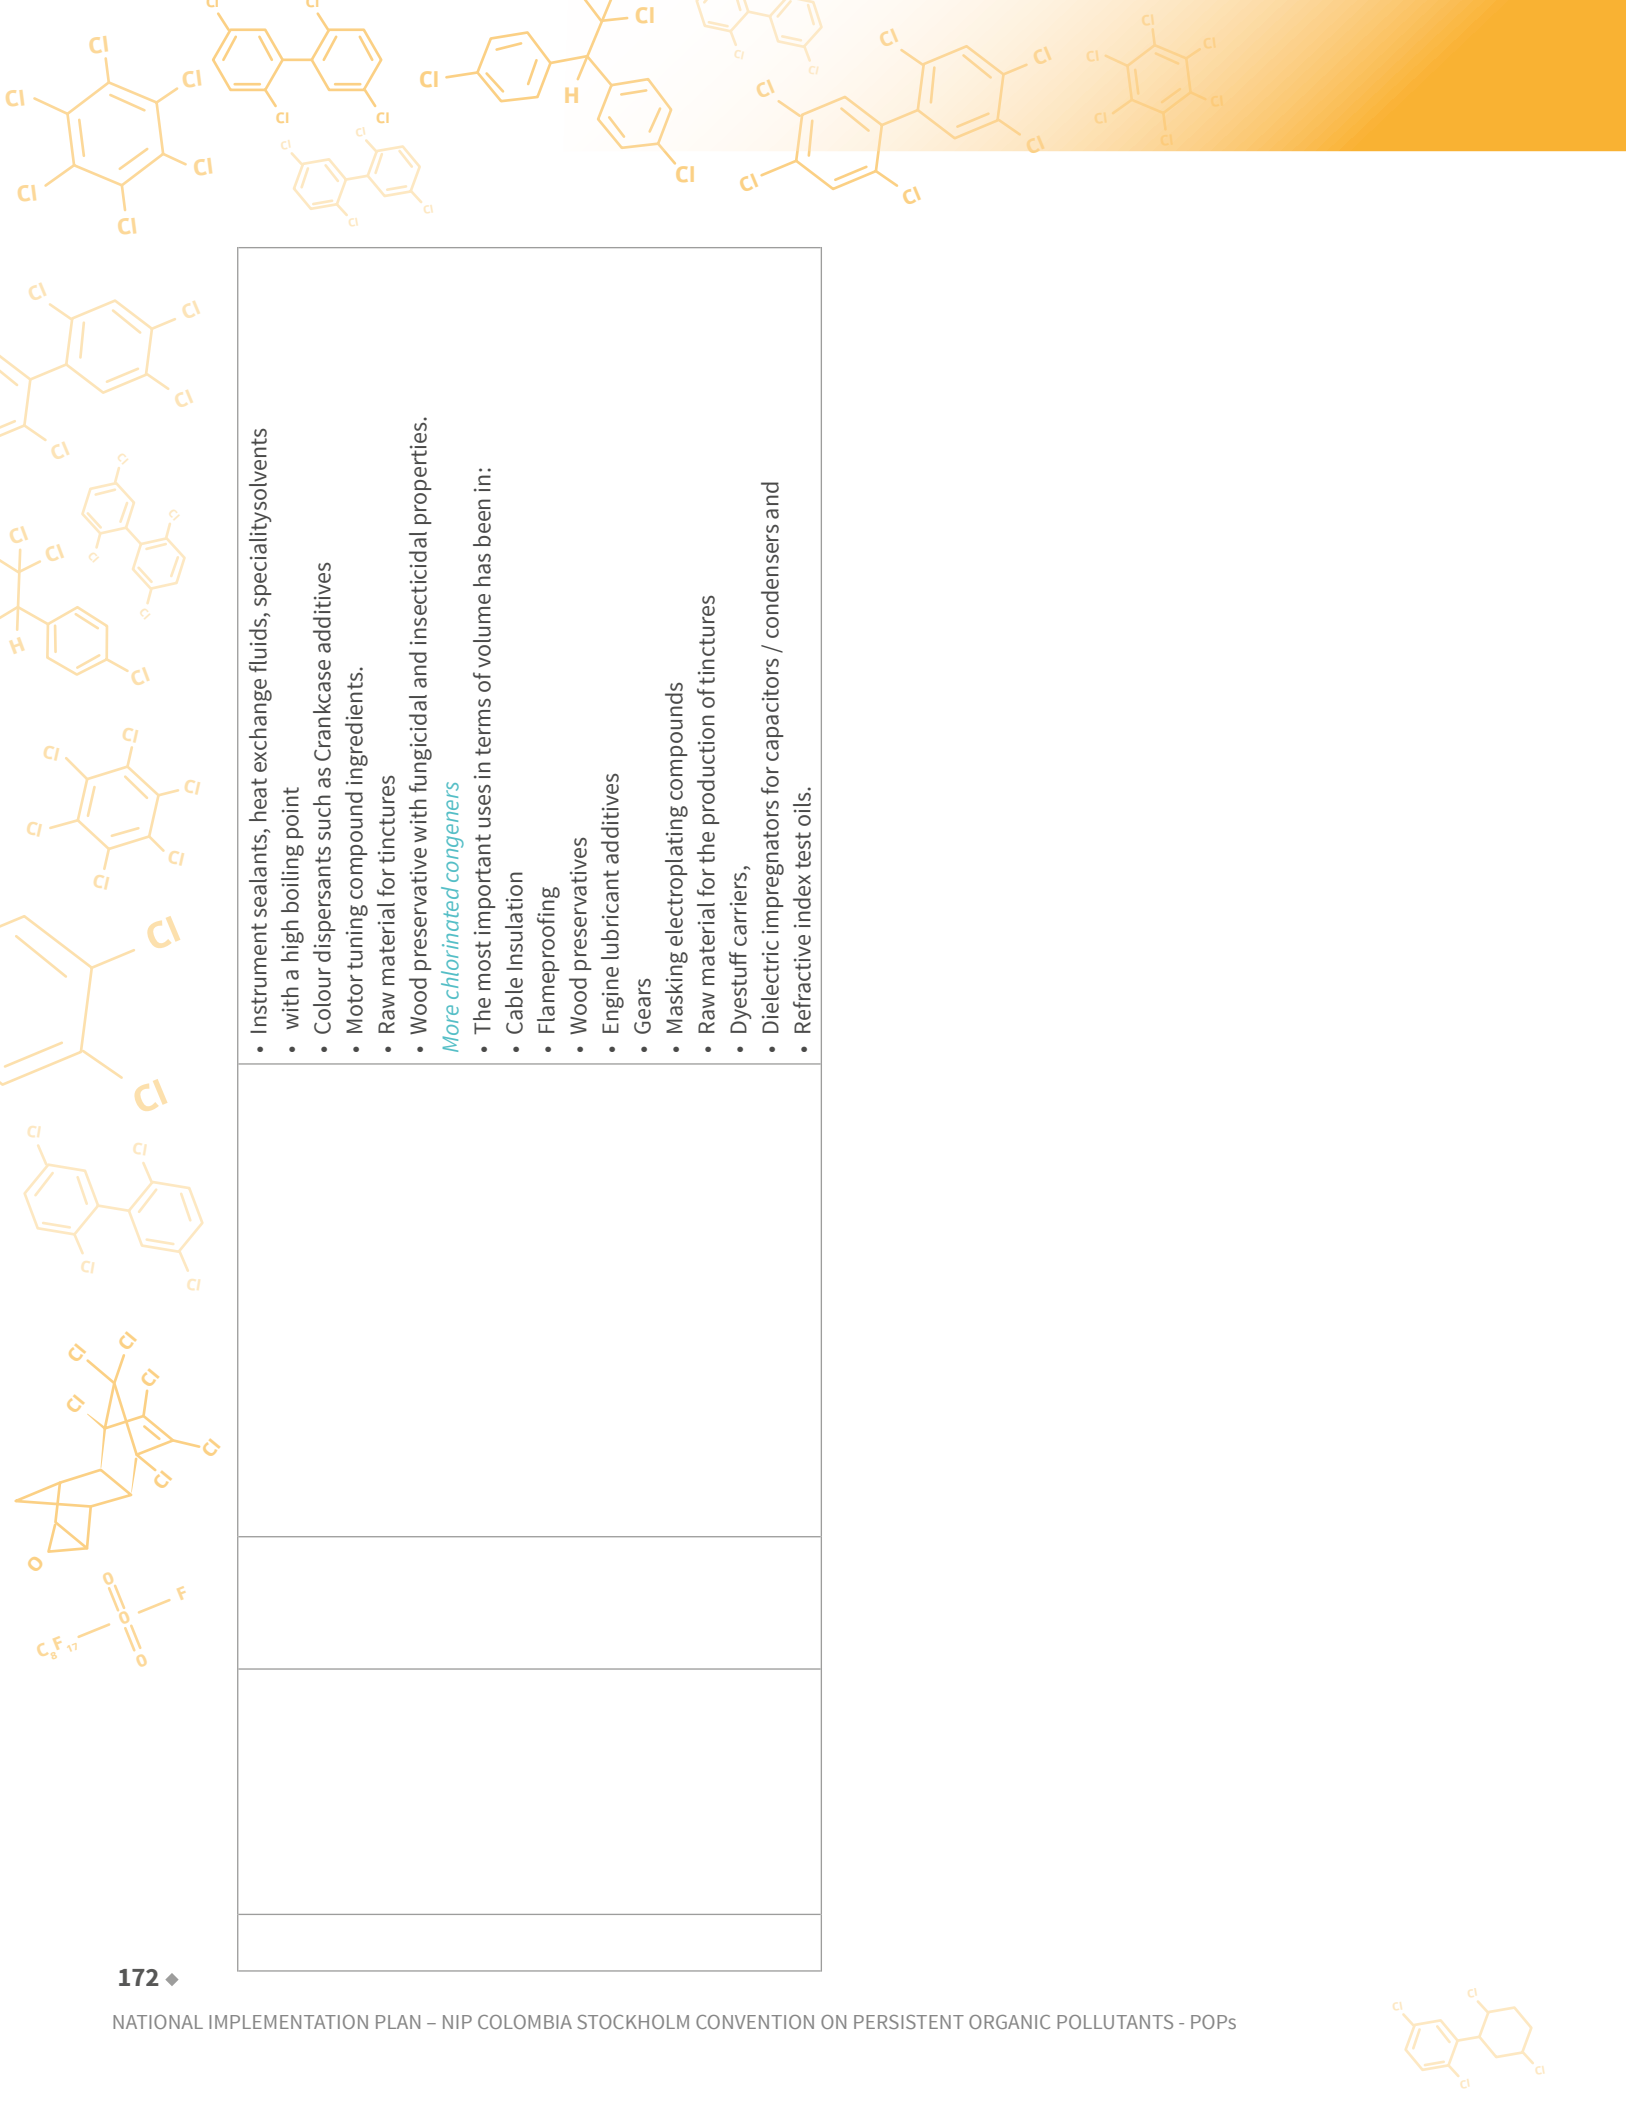 • Instrument sealants, heat exchange fluids, specialitysolvents
• with a high boiling point
• Colour dispersants such as Crankcase additives
• Motor tuning compound ingredients.
• Raw material for tinctures
• Wood preservative with fungicidal and insecticidal properties.
More chlorinated congeners
• The most important uses in terms of volume has been in:
• Cable Insulation
• Flameproofing
• Wood preservatives
• Engine lubricant additives
• Gears
• Masking electroplating compounds
• Raw material for the production of tinctures
• Dyestuff carriers,
• Dielectric impregnators for capacitors / condensers and
• Refractive index test oils.
172 ◆
NATIONAL IMPLEMENTATION PLAN – NIP COLOMBIA STOCKHOLM CONVENTION ON PERSISTENT ORGANIC POLLUTANTS - POPs